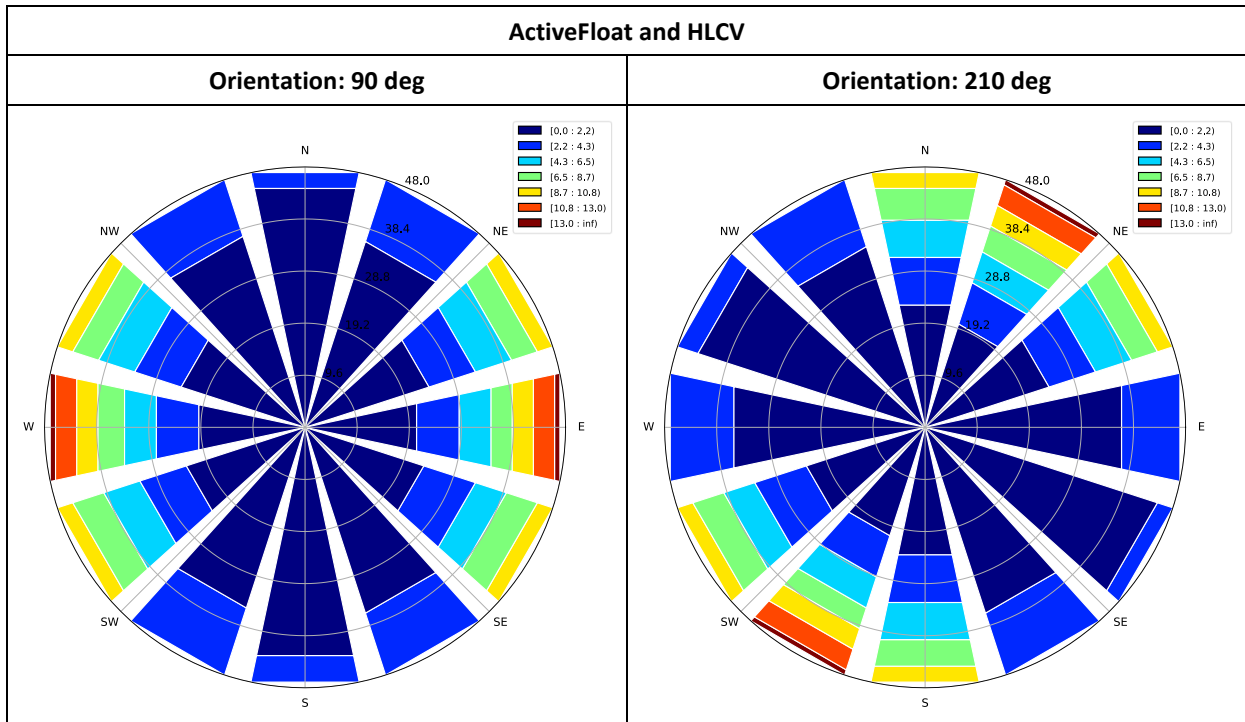 ActiveFloat and HLCV
Orientation: 90 deg
Orientation: 210 deg
[0,0 : 2,2)
[2.2 : 4.3)
[4.3 : 6.5)
[6.5 : 8.7)
[8.7 : 10.8)
[10.8 : 13.0)
[13.0 : inf)
N
48.0
NW
38.4
NE
28.8
19.2
9.6
W
E
SW
SE
S
[0,0 : 2,2)
[2.2 : 4.3)
[4.3 : 6.5)
[6.5 : 8.7)
[8.7 : 10.8)
[10.8 : 13.0)
[13.0 : inf)
N
48.0
NW
38.4
NE
28.8
19.2
9.6
W
E
SW
SE
S